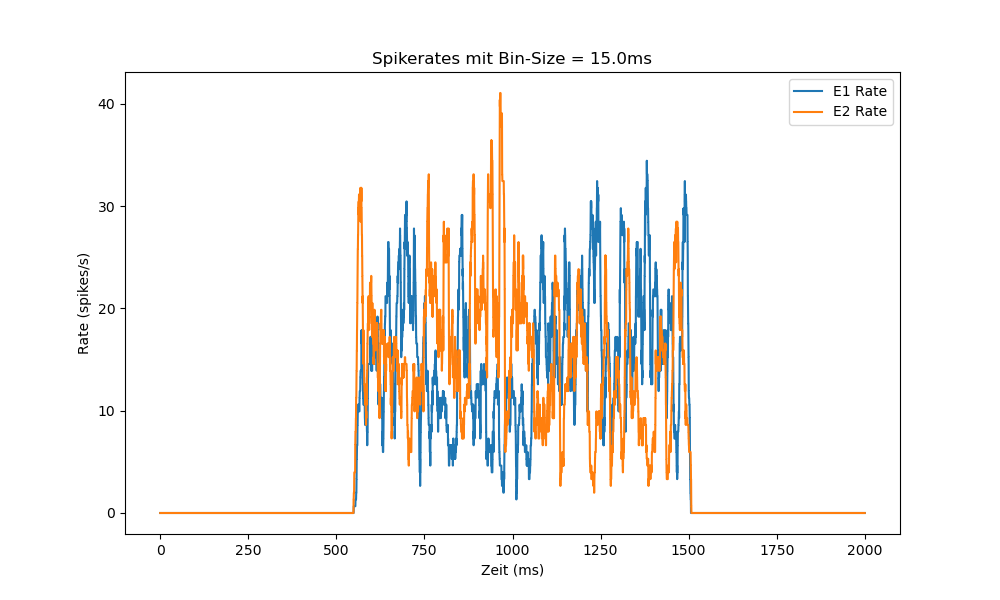 Spikerates mit Bin-Size = 15.0ms
E1 Rate
E2 Rate
Rate (spikes/s)
40
30
20
10
0
0 250 500 750 1000 1250 1500 1750 2000
Zeit (ms)